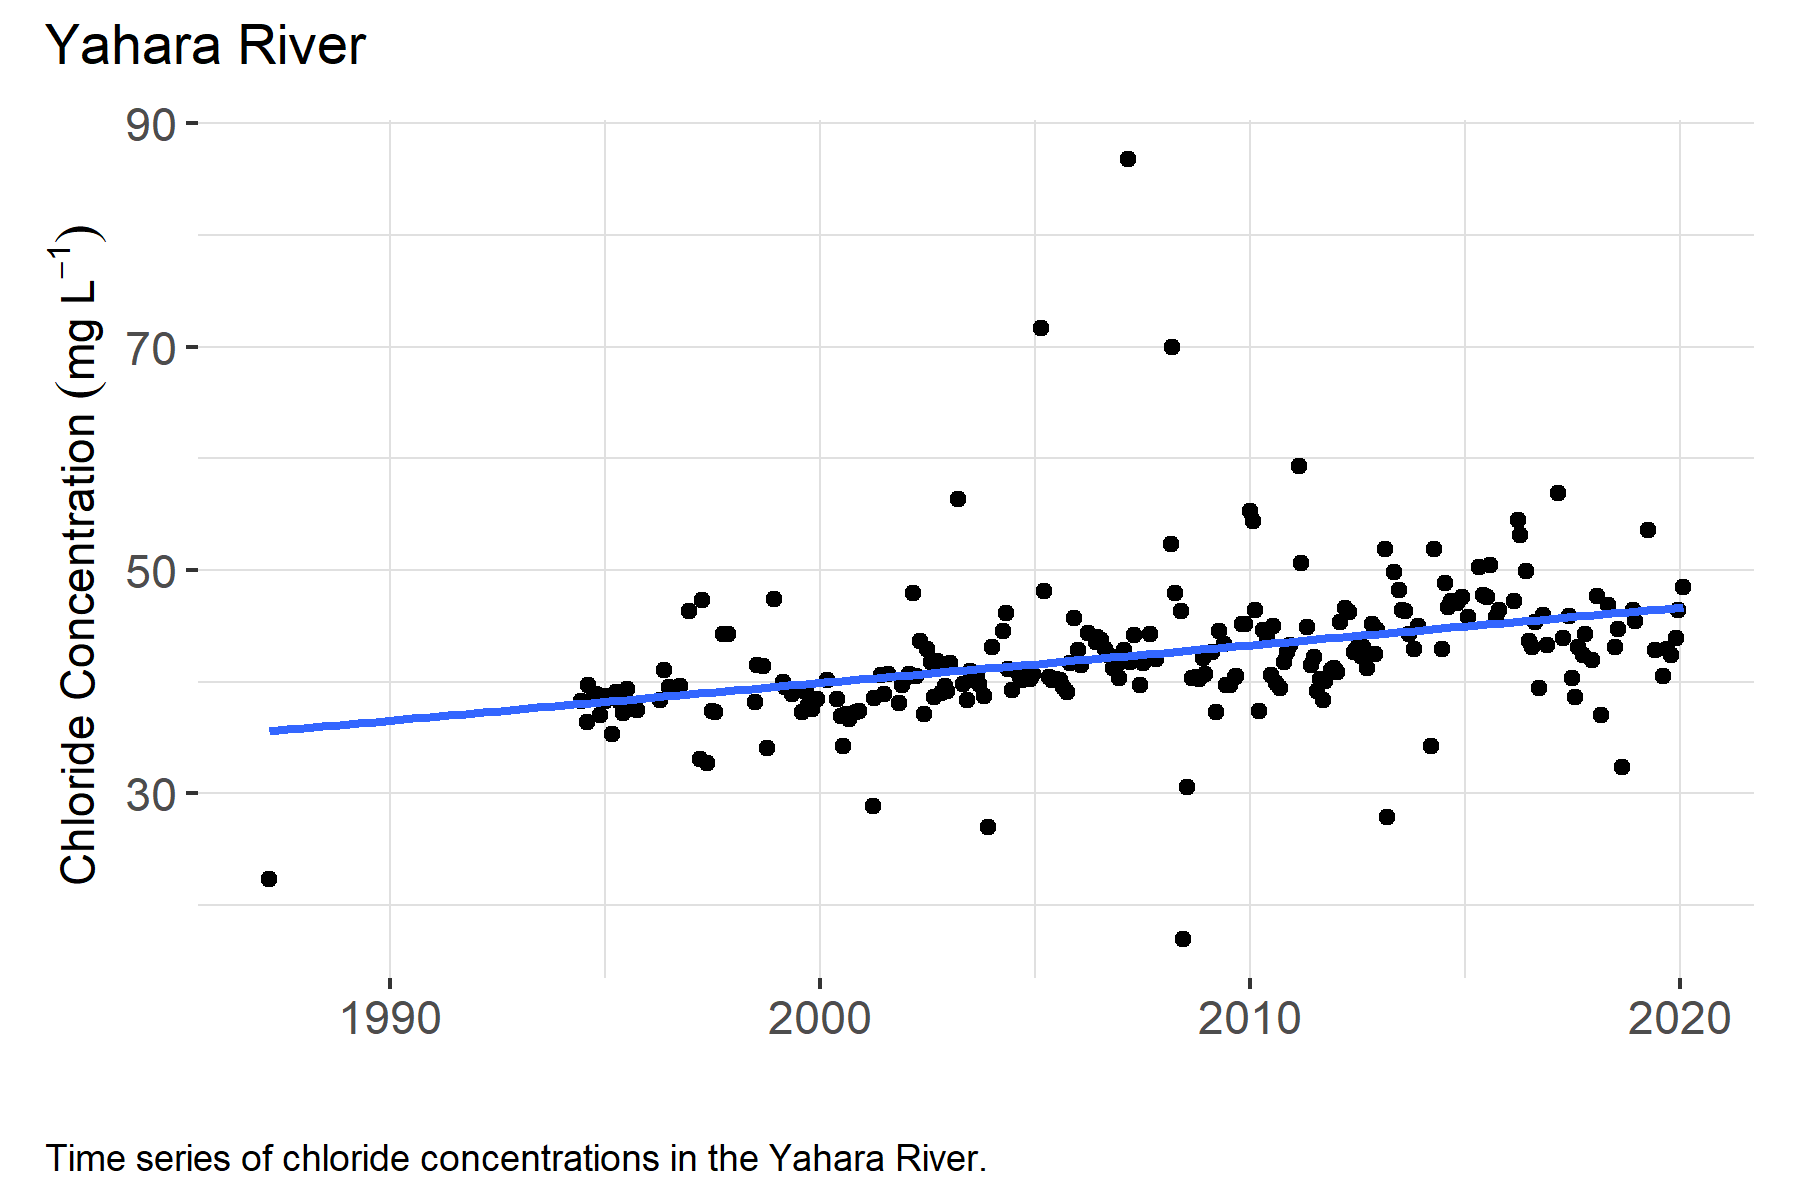 Yahara River
Chloride Concentration (mg L⁻¹)
90
70
50
30
1990 2000 2010 2020
Time series of chloride concentrations in the Yahara River.